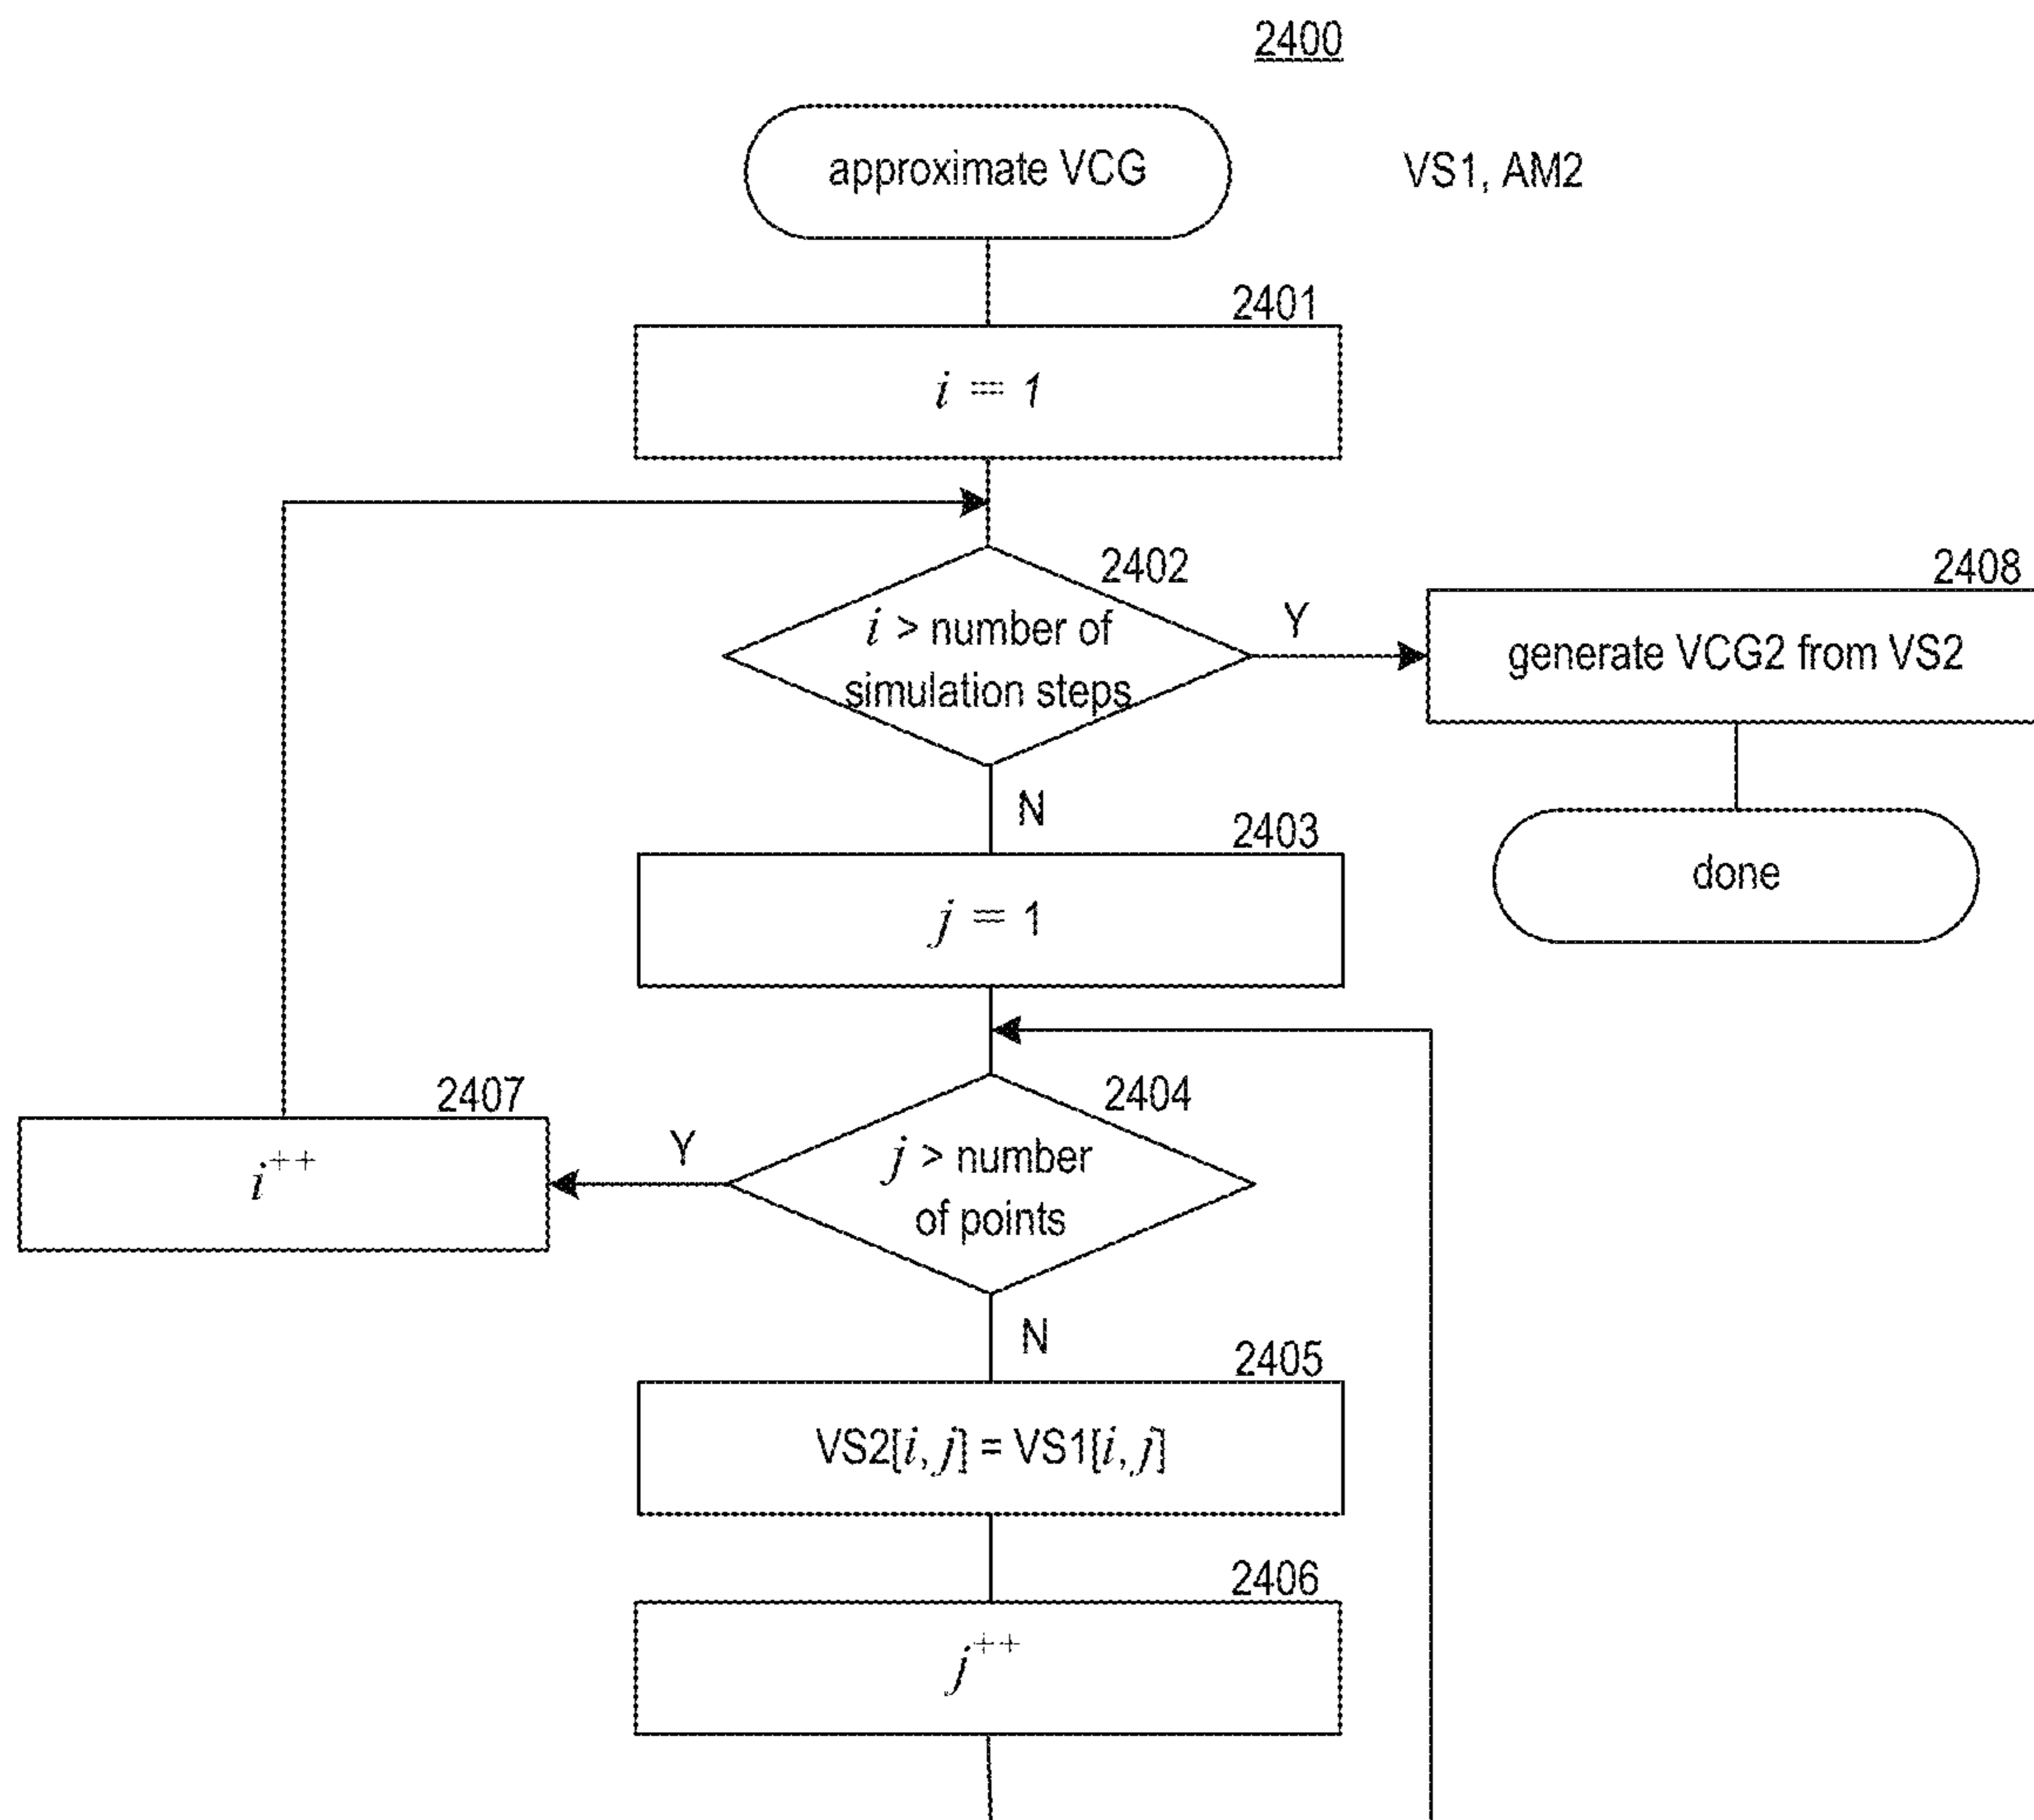 2400
approximate VCG
VS1, AM2
2401
i = 1
2402
i > number of
simulation steps
Y
2408
generate VCG2 from VS2
N
2403
j = 1
done
2407
i++
Y
2404
j > number
of points
N
2405
VS2[i, j] = VS1[i, j]
2406
j++